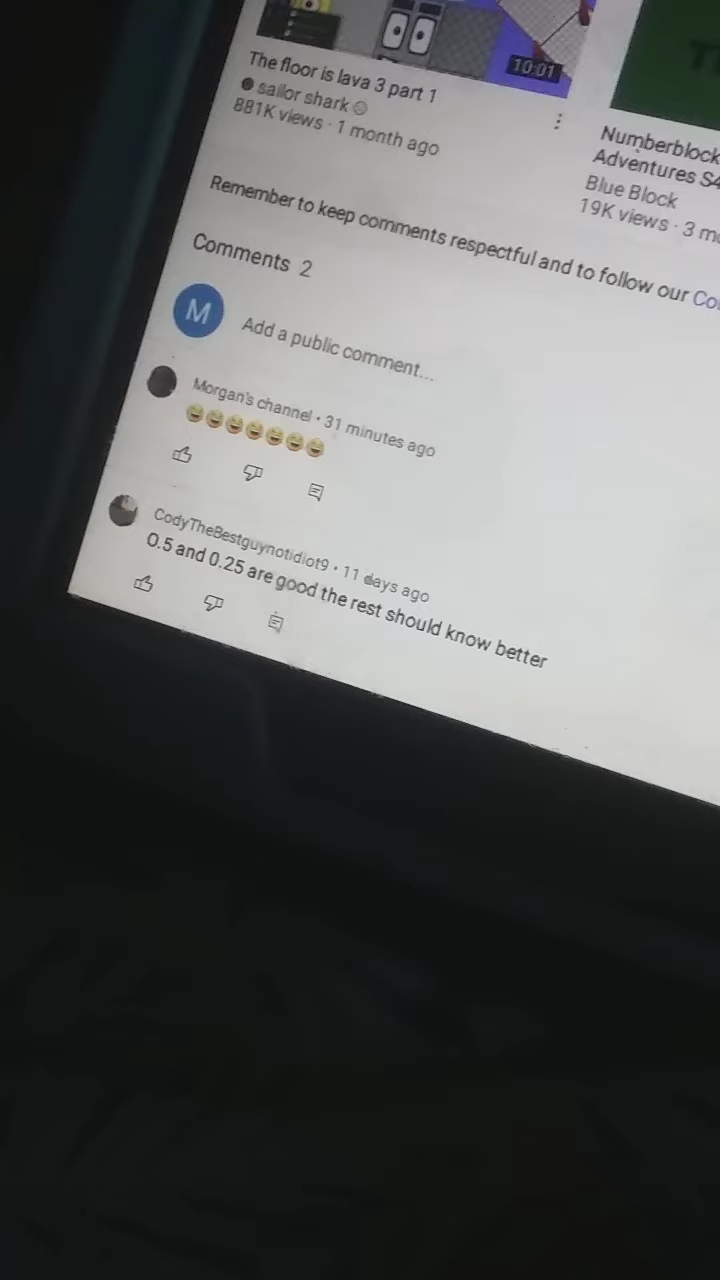 10:01
The floor is lava 3 part 1
sailor shark
881K views · 1 month ago
Numberblock
Adventures S4
Blue Block
19K views · 3 mo
Remember to keep comments respectful and to follow our Co
Comments 2
M
Add a public comment...
Morgan's channel • 31 minutes ago
😄😄😄😄😄😄😄
CodyTheBestguynotidiot9 • 11 days ago
0.5 and 0.25 are good the rest should know better